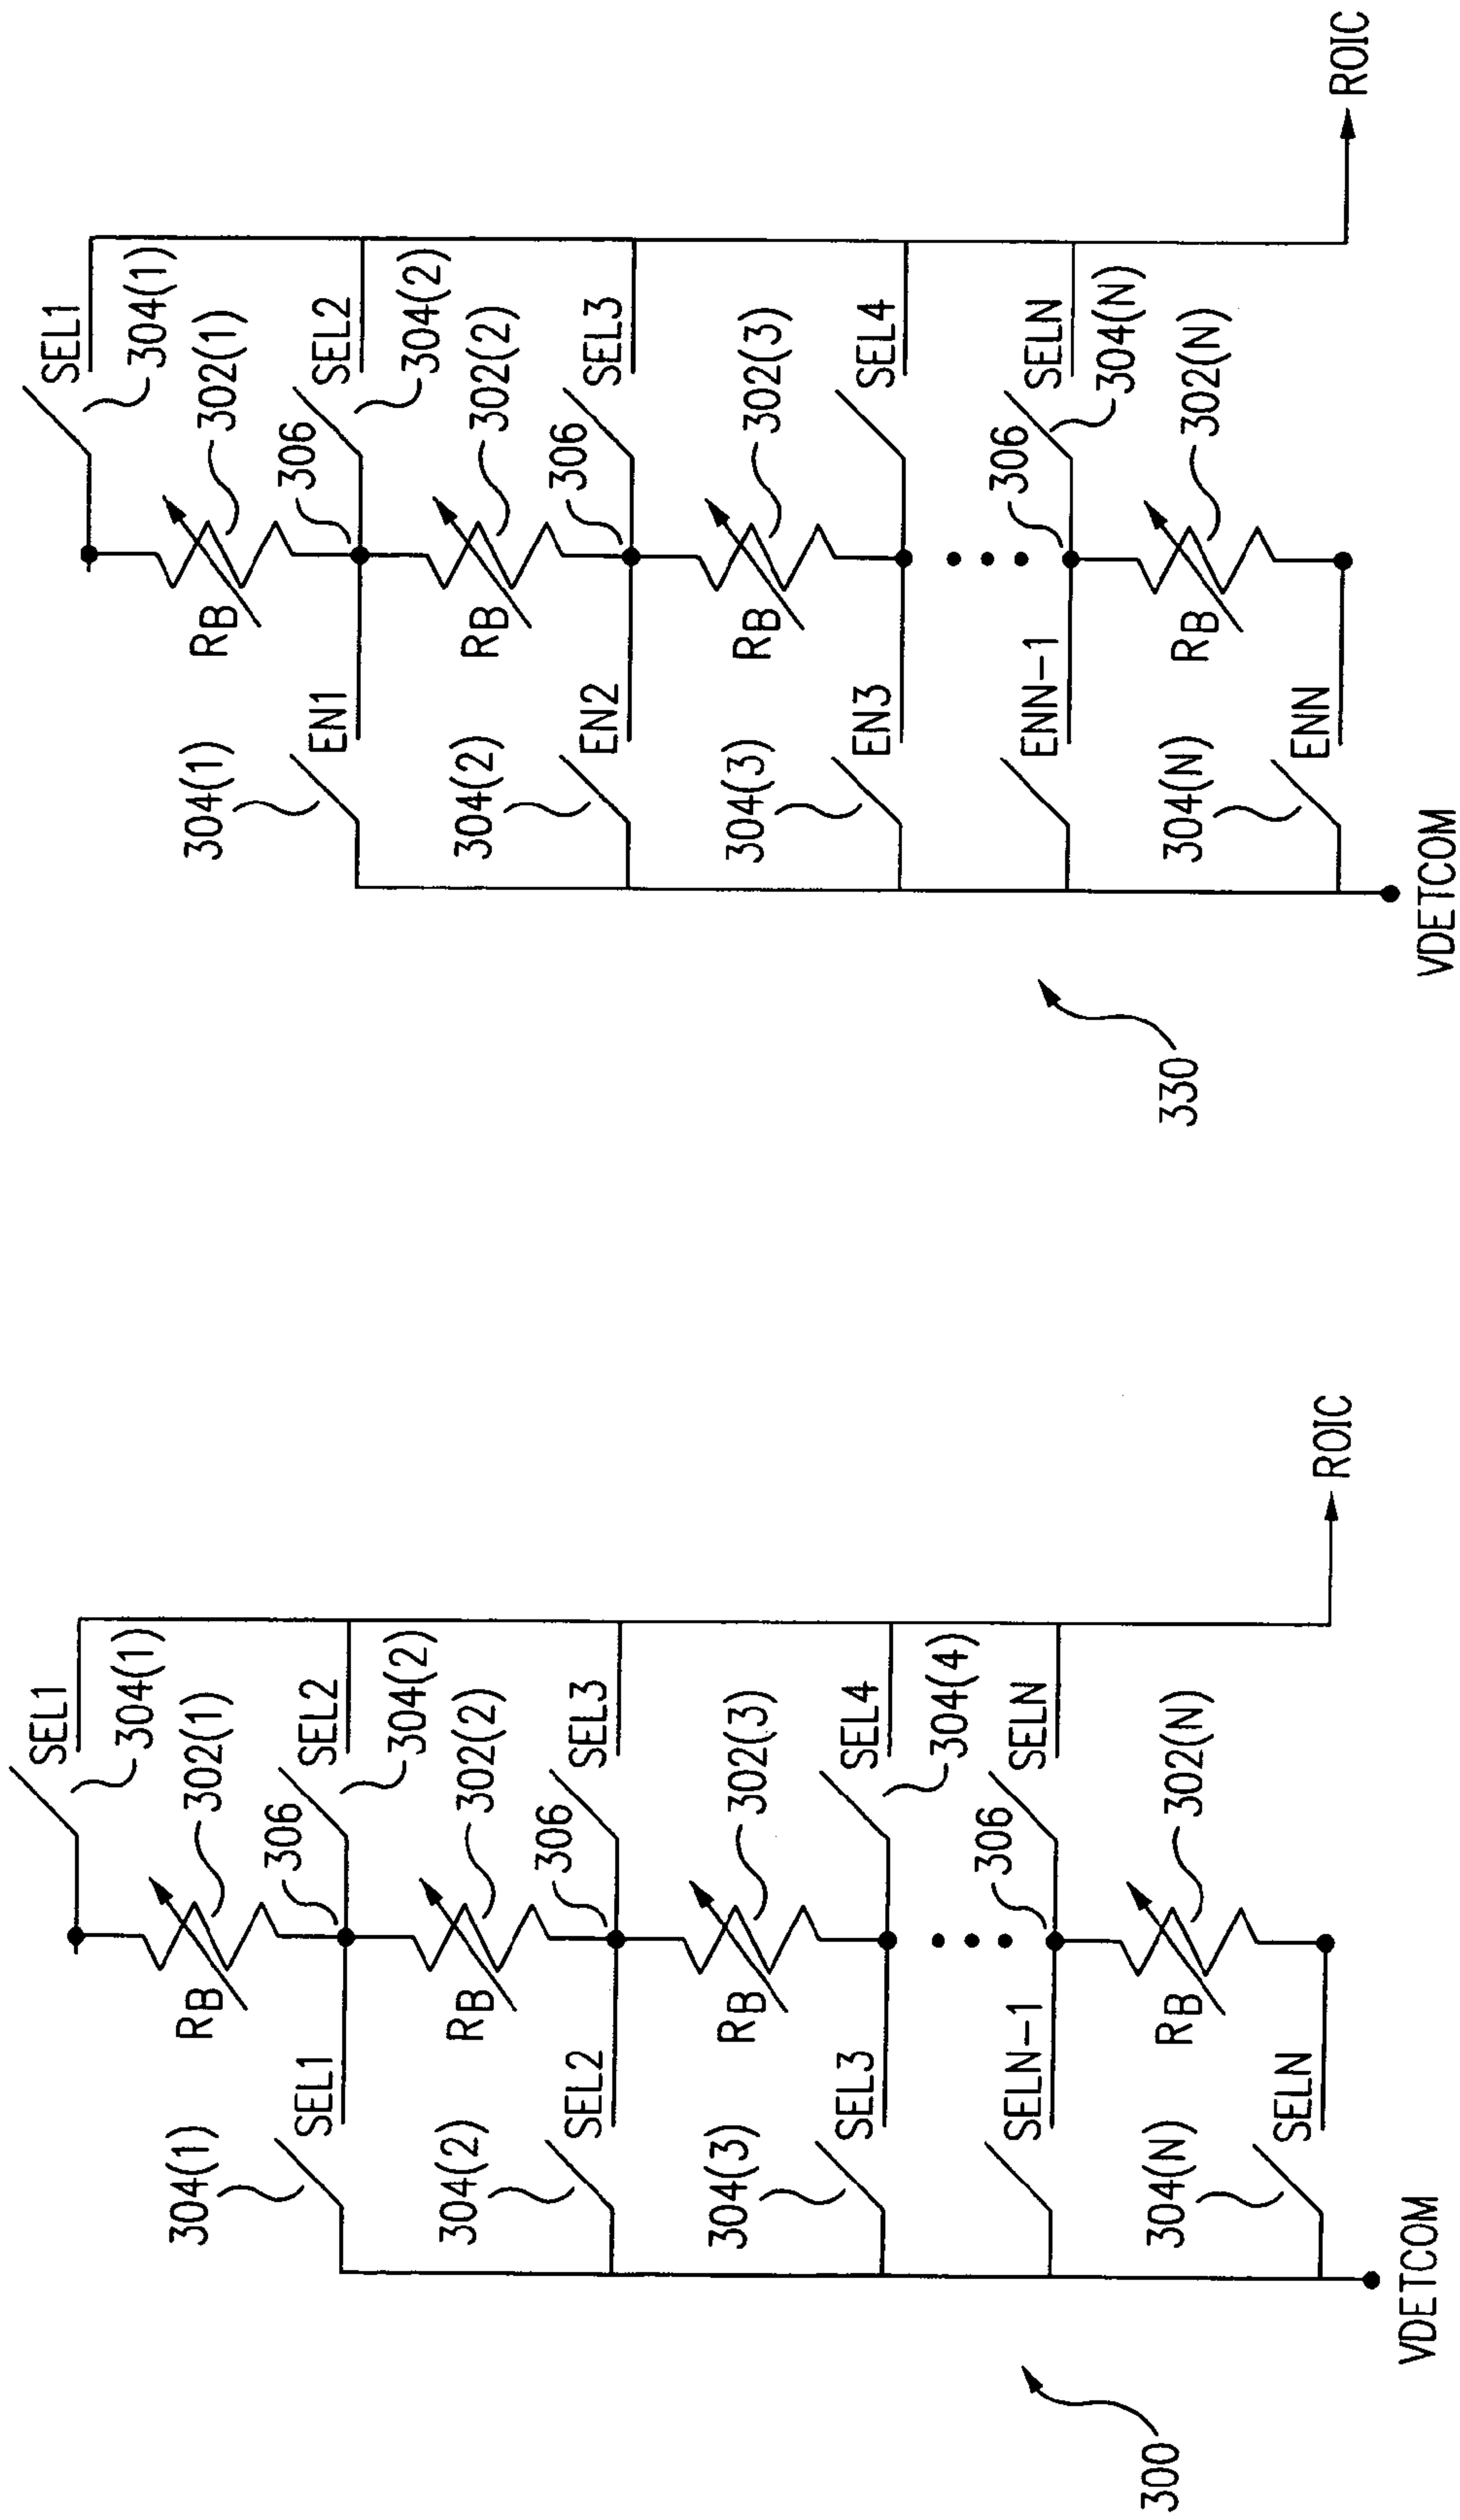 SEL1
304(1)
302(1)
RB
306
SEL2
304(2)
304(1)
SEL1
302(2)
RB
306
SEL3
304(2)
SEL2
302(3)
RB
SEL4
304(4)
304(3)
SEL3
306
SELN
SELN-1
302(N)
RB
304(N)
SELN
ROIC
VDETCOM
300
SEL1
304(1)
302(1)
RB
306
SEL2
304(2)
304(1)
EN1
302(2)
RB
306
SEL3
304(2)
EN2
302(3)
RB
SEL4
304(3)
EN3
306
SELN
304(N)
ENN-1
302(N)
RB
304(N)
ENN
ROIC
VDETCOM
330